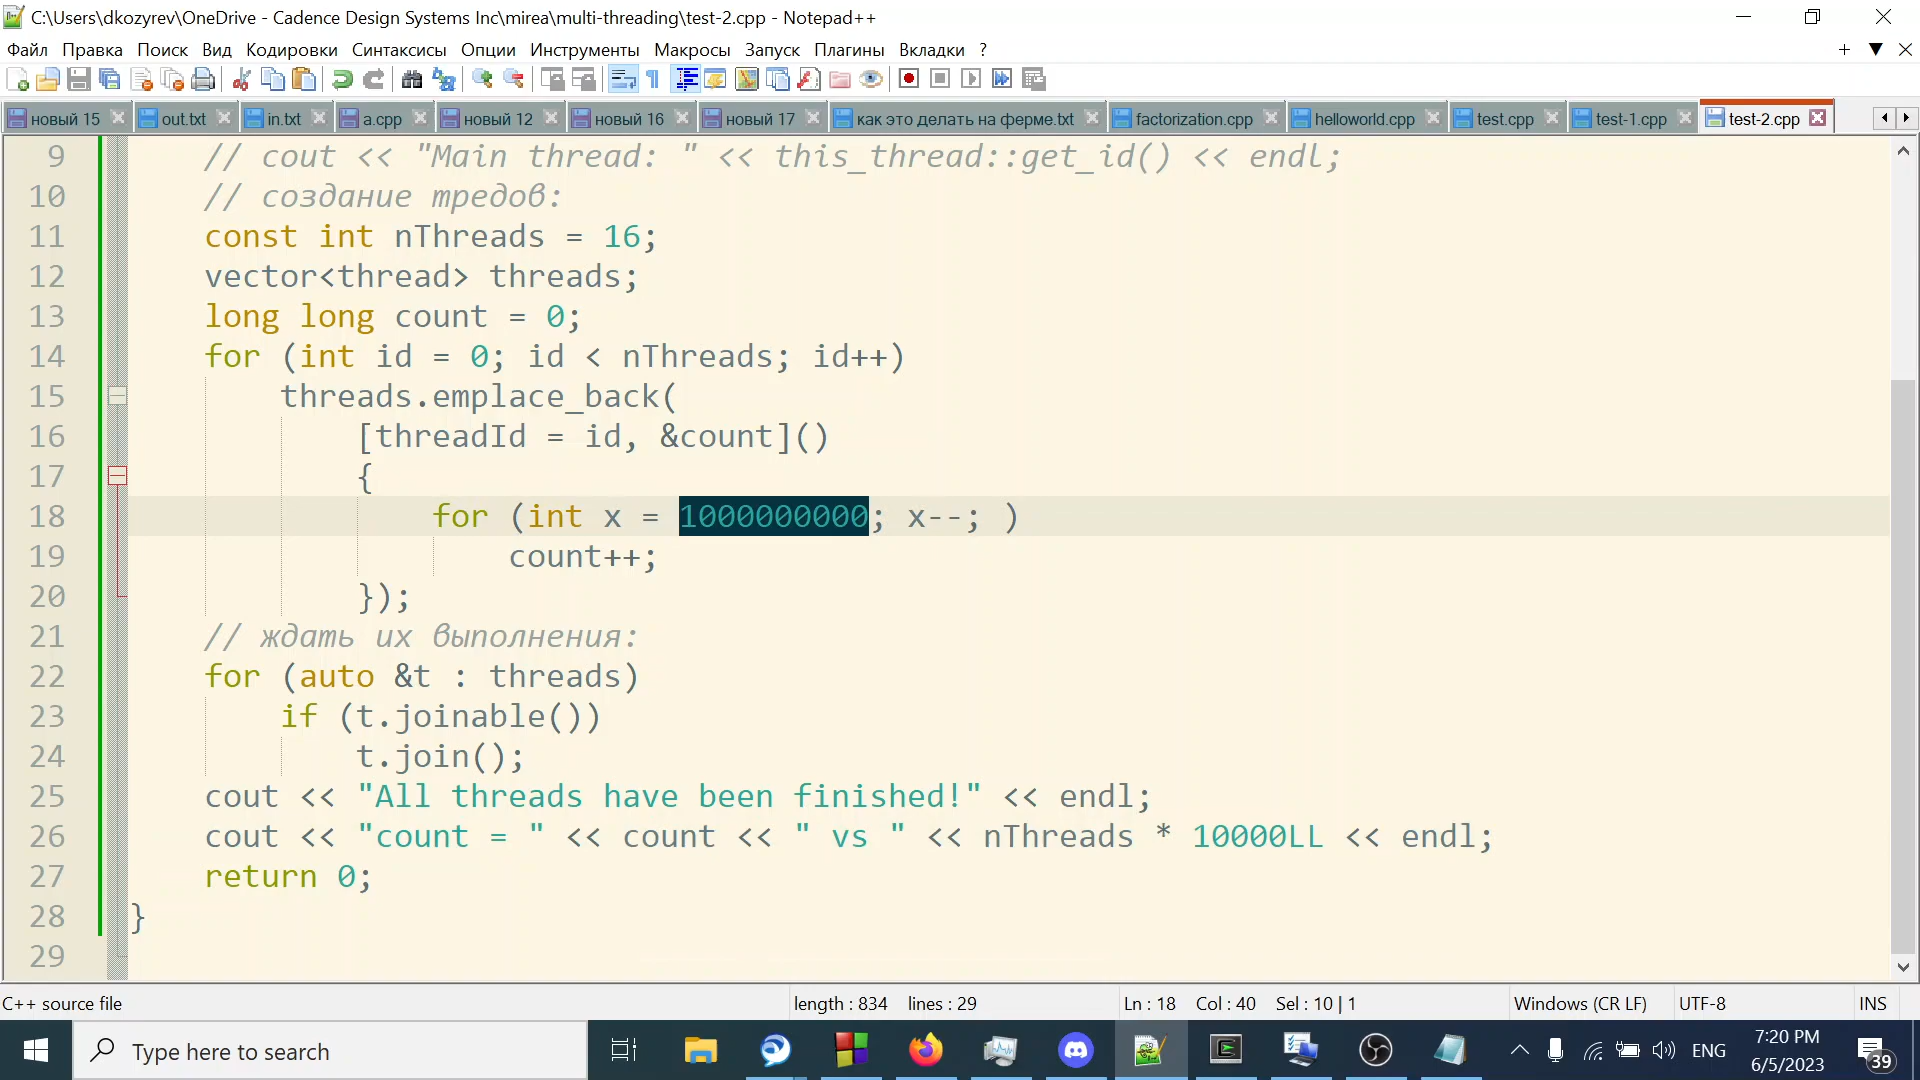 C:\Users\dkozyrev\OneDrive - Cadence Design Systems Inc\mirea\multi-threading\test-2.cpp - Notepad++
Файл Правка Поиск Вид Кодировки Синтаксисы Опции Инструменты Макросы Запуск Плагины Вкладки ?
новый 15 out.txt in.txt a.cpp новый 12 новый 16 новый 17 как это делать на ферме.txt factorization.cpp helloworld.cpp test.cpp test-1.cpp test-2.cpp
9 // cout << "Main thread: " << this_thread::get_id() << endl;
10 // создание тредов:
11 const int nThreads = 16;
12 vector<thread> threads;
13 long long count = 0;
14 for (int id = 0; id < nThreads; id++)
15 threads.emplace_back(
16 [threadId = id, &count]()
17 {
18 for (int x = 1000000000; x--; )
19 count++;
20 });
21 // ждать их выполнения:
22 for (auto &t : threads)
23 if (t.joinable())
24 t.join();
25 cout << "All threads have been finished!" << endl;
26 cout << "count = " << count << " vs " << nThreads * 10000LL << endl;
27 return 0;
28 }
29
C++ source file length : 834 lines : 29 Ln : 18 Col : 40 Sel : 10 | 1 Windows (CR LF) UTF-8 INS
Type here to search ENG 7:20 PM
6/5/2023 39